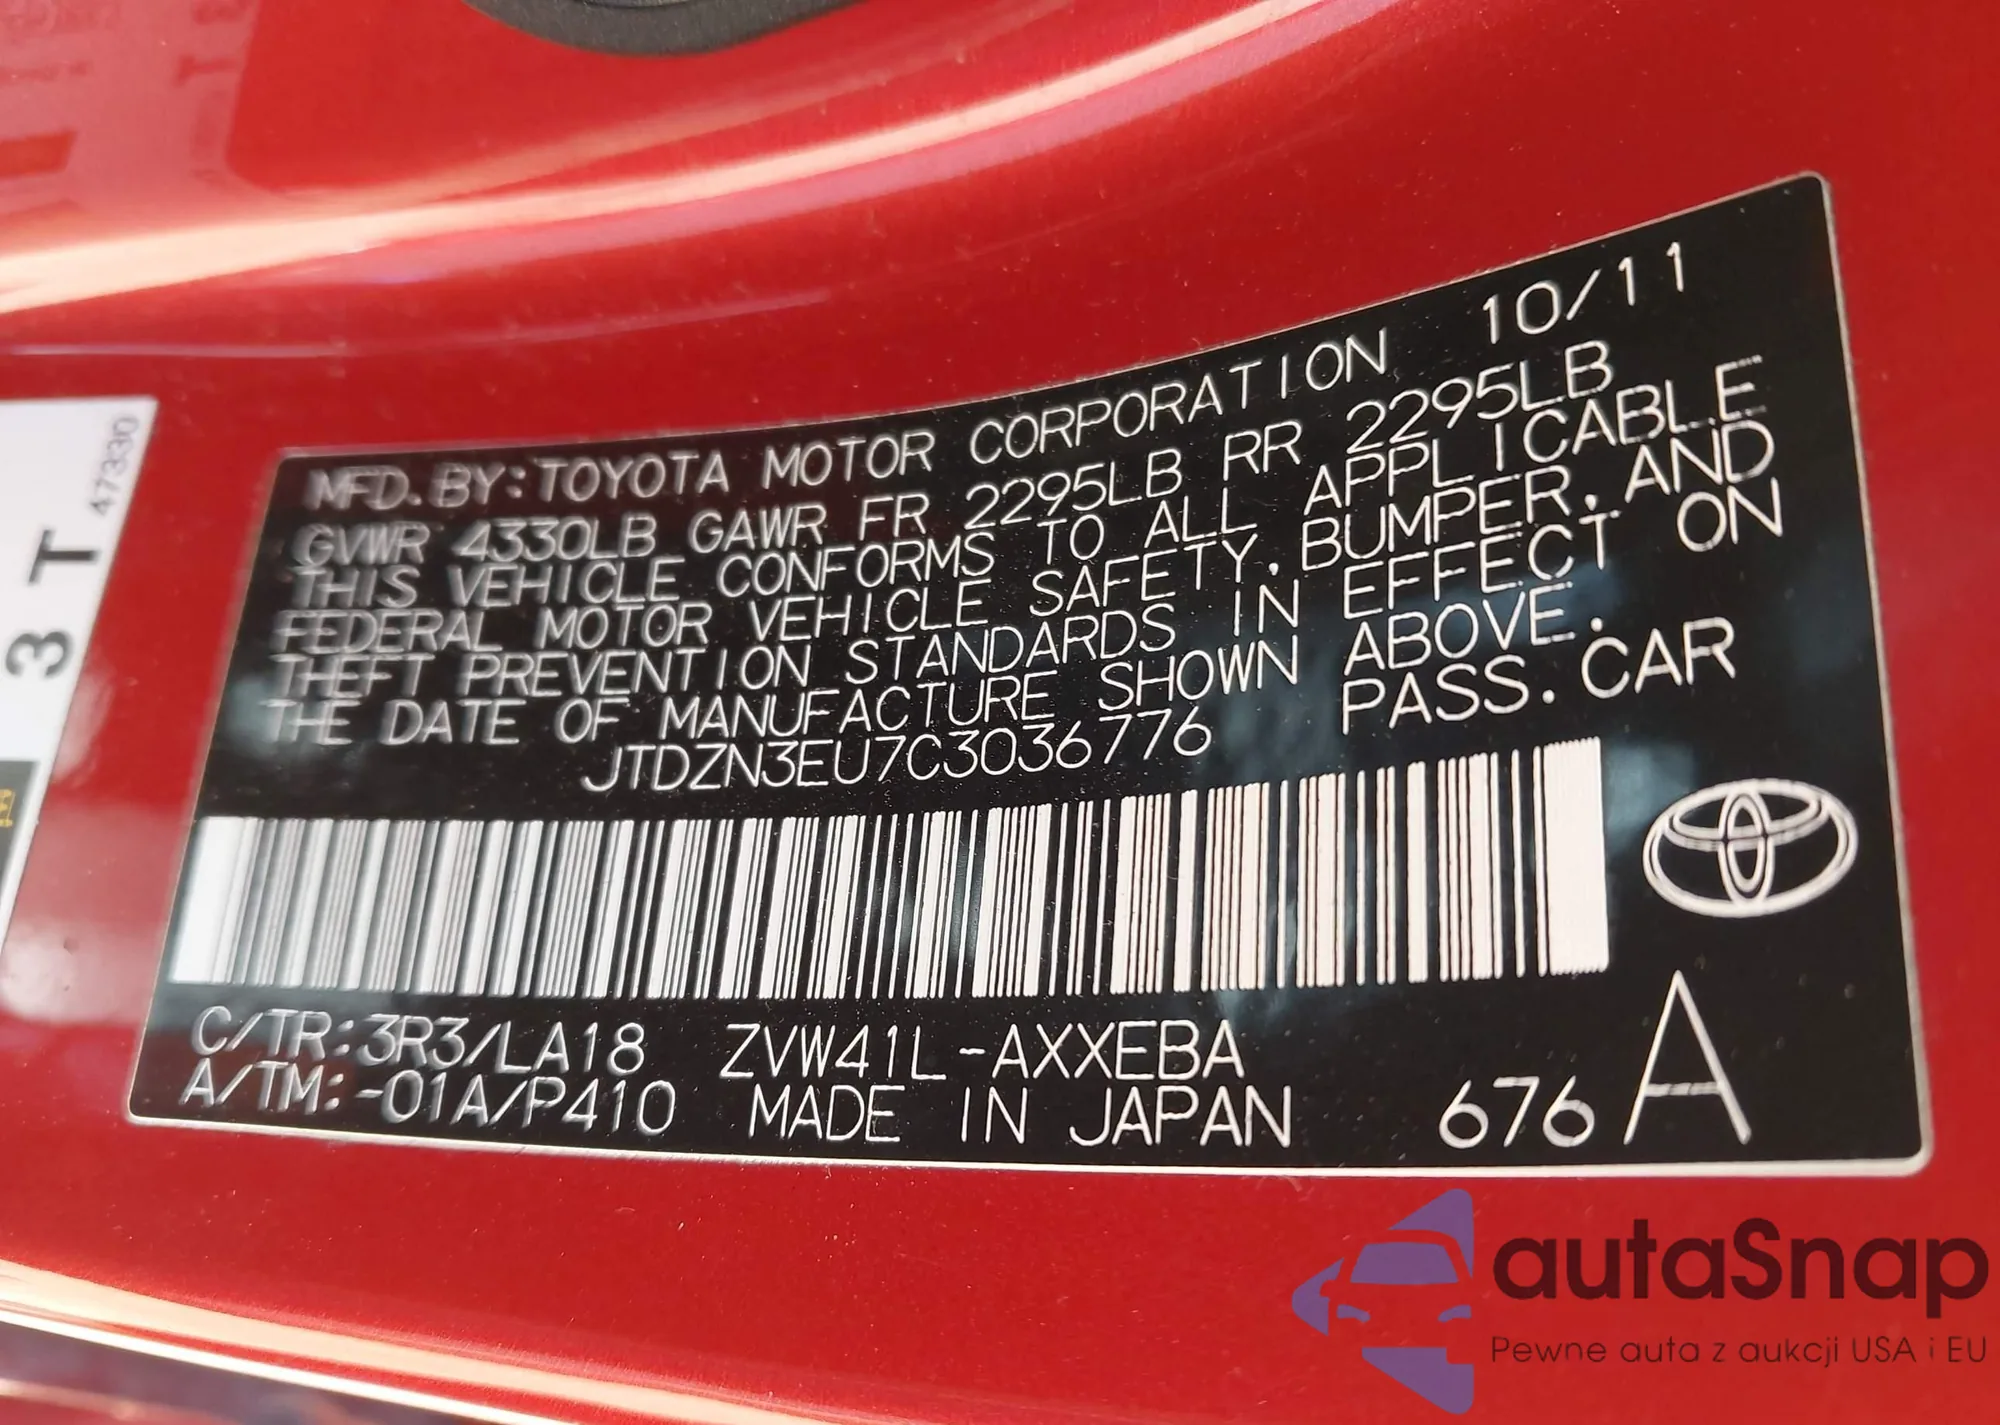 MFD. BY: TOYOTA MOTOR CORPORATION 10/11
GVWR 4330LB GAWR FR 2295LB RR 2295LB
THIS VEHICLE CONFORMS TO ALL APPLICABLE
FEDERAL MOTOR VEHICLE SAFETY, BUMPER, AND
THEFT PREVENTION STANDARDS IN EFFECT ON
THE DATE OF MANUFACTURE SHOWN ABOVE.
JTDZN3EU7C3036776 PASS. CAR
C/TR: 3R3/LA18 ZVW41L-AXXEBA
A/TM: -01A/P410 MADE IN JAPAN 676 A
47330
3 T
autaSnap
Pewne auta z aukcji USA i EU